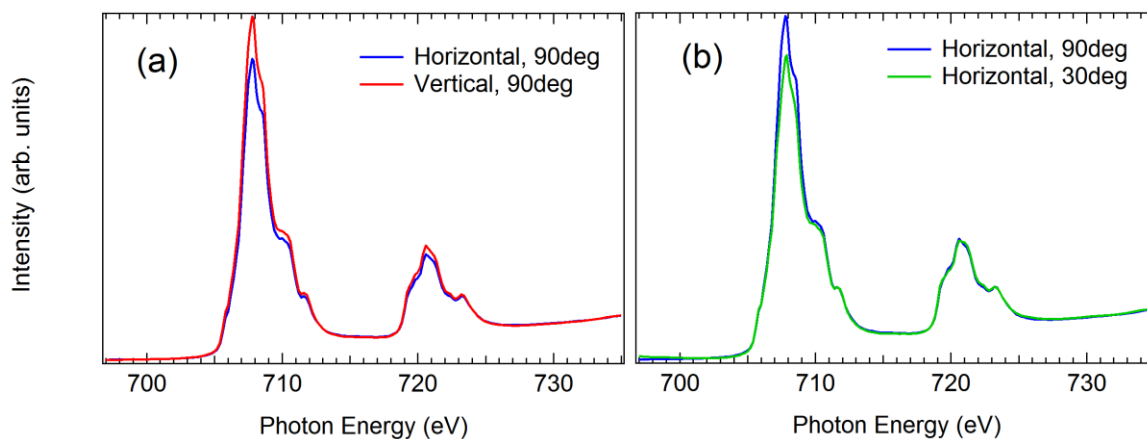 Intensity (arb. units)
(a)
Horizontal, 90deg
Vertical, 90deg
700 710 720 730
Photon Energy (eV)
(b)
Horizontal, 90deg
Horizontal, 30deg
700 710 720 730
Photon Energy (eV)